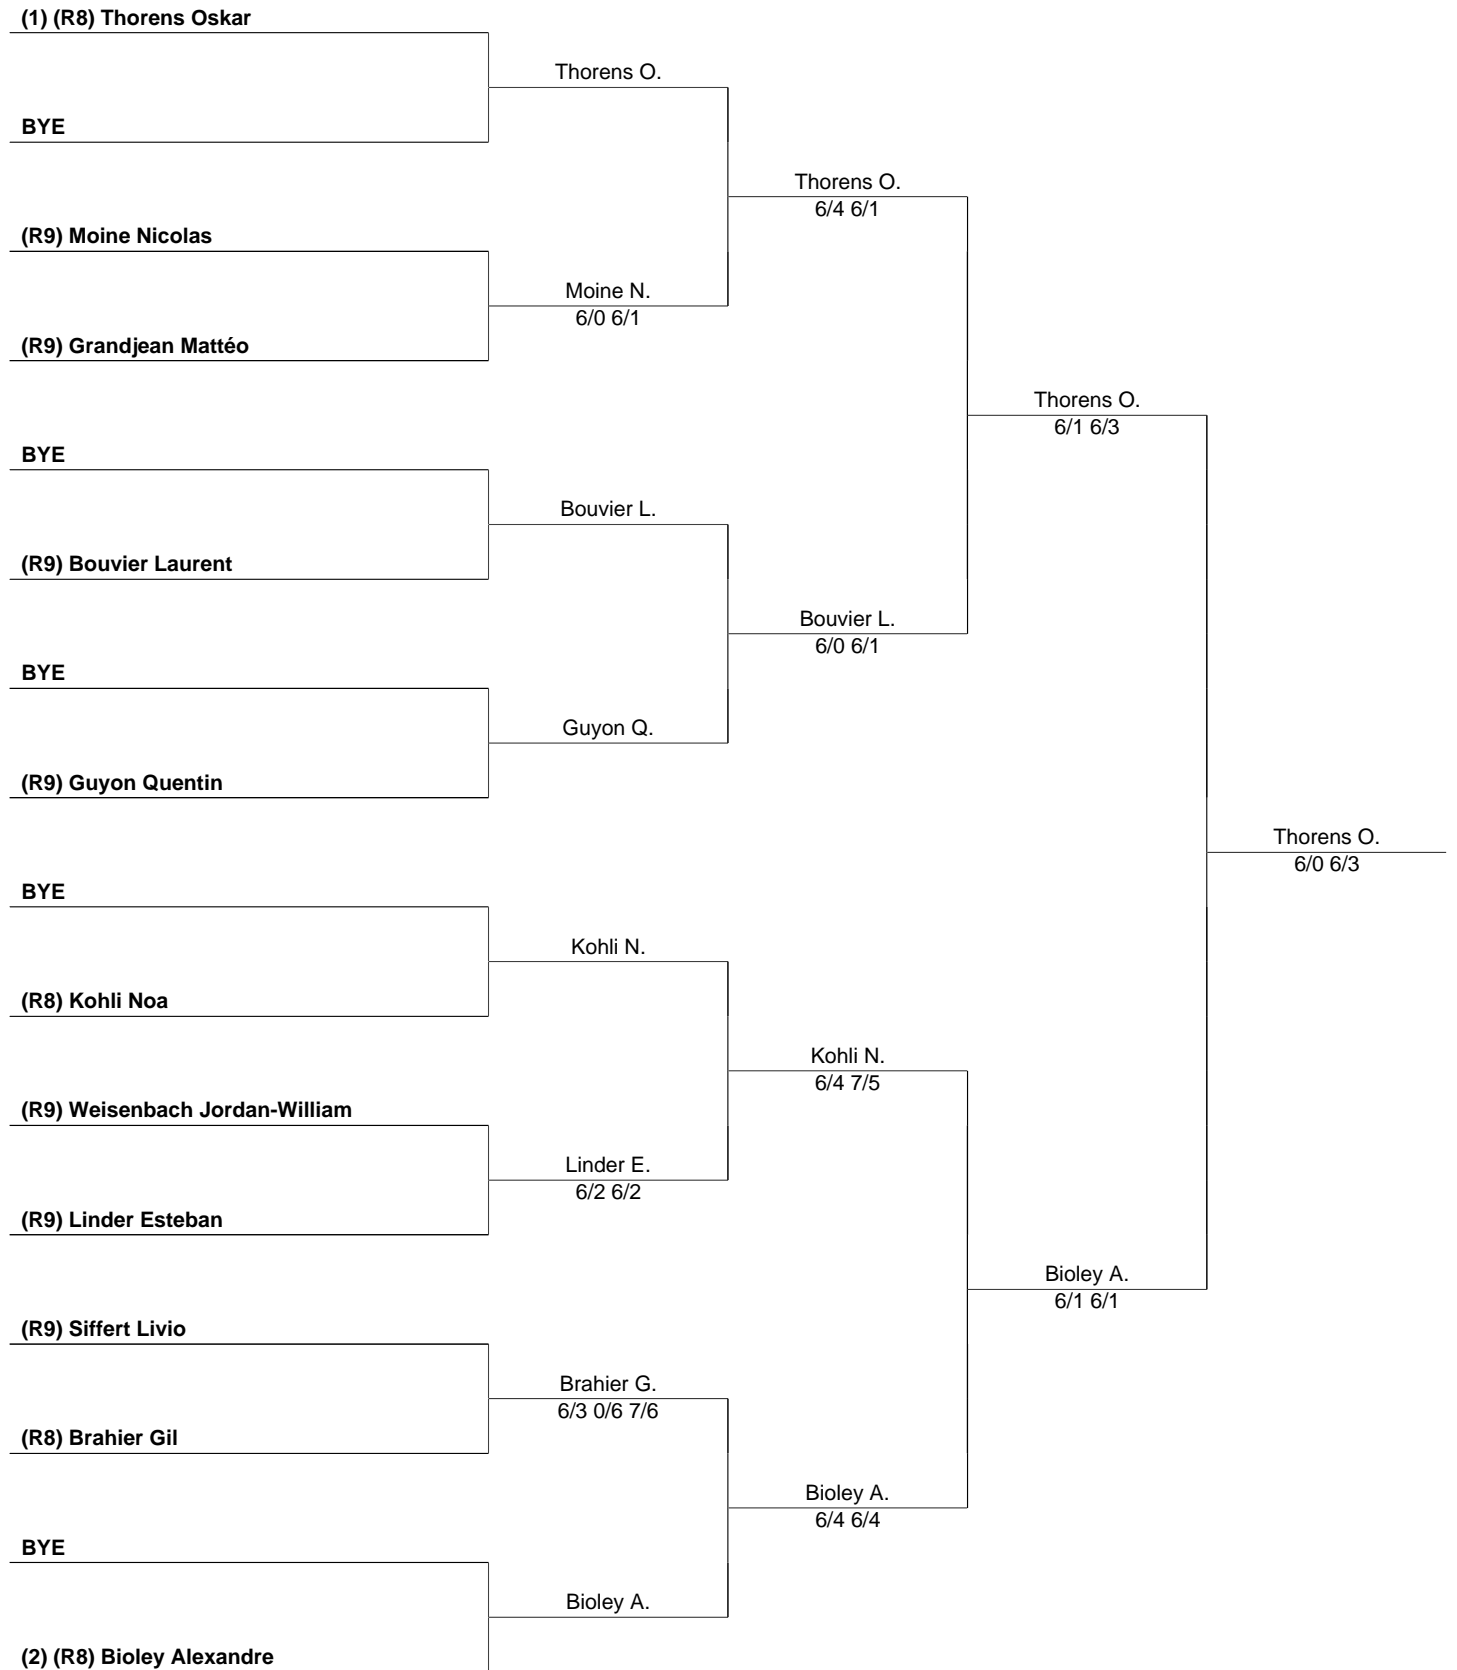 (1) (R8) Thorens Oskar
Thorens O.
BYE
Thorens O.
6/4 6/1
(R9) Moine Nicolas
Moine N.
6/0 6/1
(R9) Grandjean Mattéo
Thorens O.
6/1 6/3
BYE
Bouvier L.
(R9) Bouvier Laurent
Bouvier L.
6/0 6/1
BYE
Guyon Q.
(R9) Guyon Quentin
Thorens O.
6/0 6/3
BYE
Kohli N.
(R8) Kohli Noa
Kohli N.
6/4 7/5
(R9) Weisenbach Jordan-William
Linder E.
6/2 6/2
(R9) Linder Esteban
Bioley A.
6/1 6/1
(R9) Siffert Livio
Brahier G.
6/3 0/6 7/6
(R8) Brahier Gil
Bioley A.
6/4 6/4
BYE
Bioley A.
(2) (R8) Bioley Alexandre